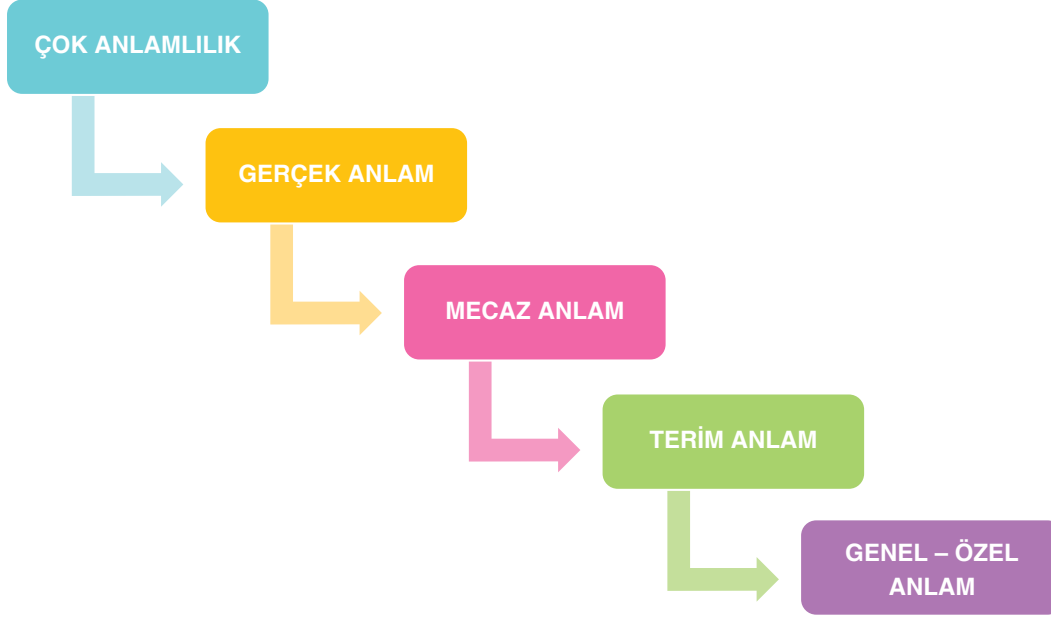 ÇOK ANLAMLILIK
GERÇEK ANLAM
MECAZ ANLAM
TERİM ANLAM
GENEL – ÖZEL
ANLAM